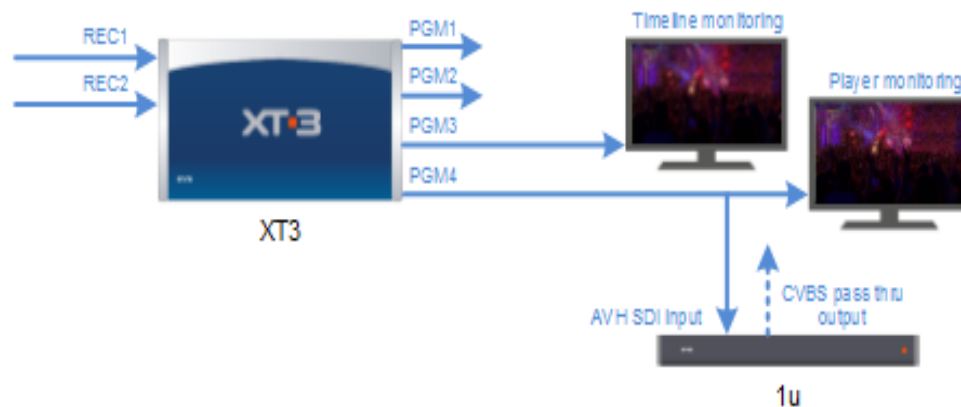 REC1
REC2
XT3
PGM1
PGM2
PGM3
PGM4
XT3
Timeline monitoring
Player monitoring
AVH SDI Input
CVBS pass thru
output
1u